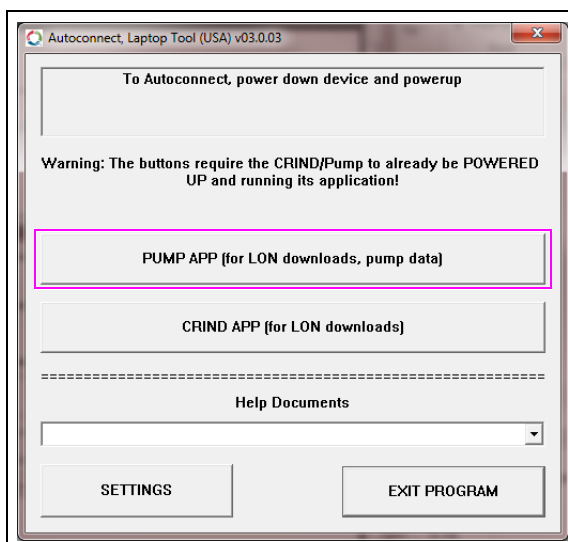 Autoconnect, Laptop Tool (USA) v03.0.03
x
To Autoconnect, power down device and powerup
Warning: The buttons require the CRIND/Pump to already be POWERED
UP and running its application!
PUMP APP (for LON downloads, pump data)
CRIND APP (for LON downloads)
=======================================================
Help Documents
SETTINGS
EXIT PROGRAM